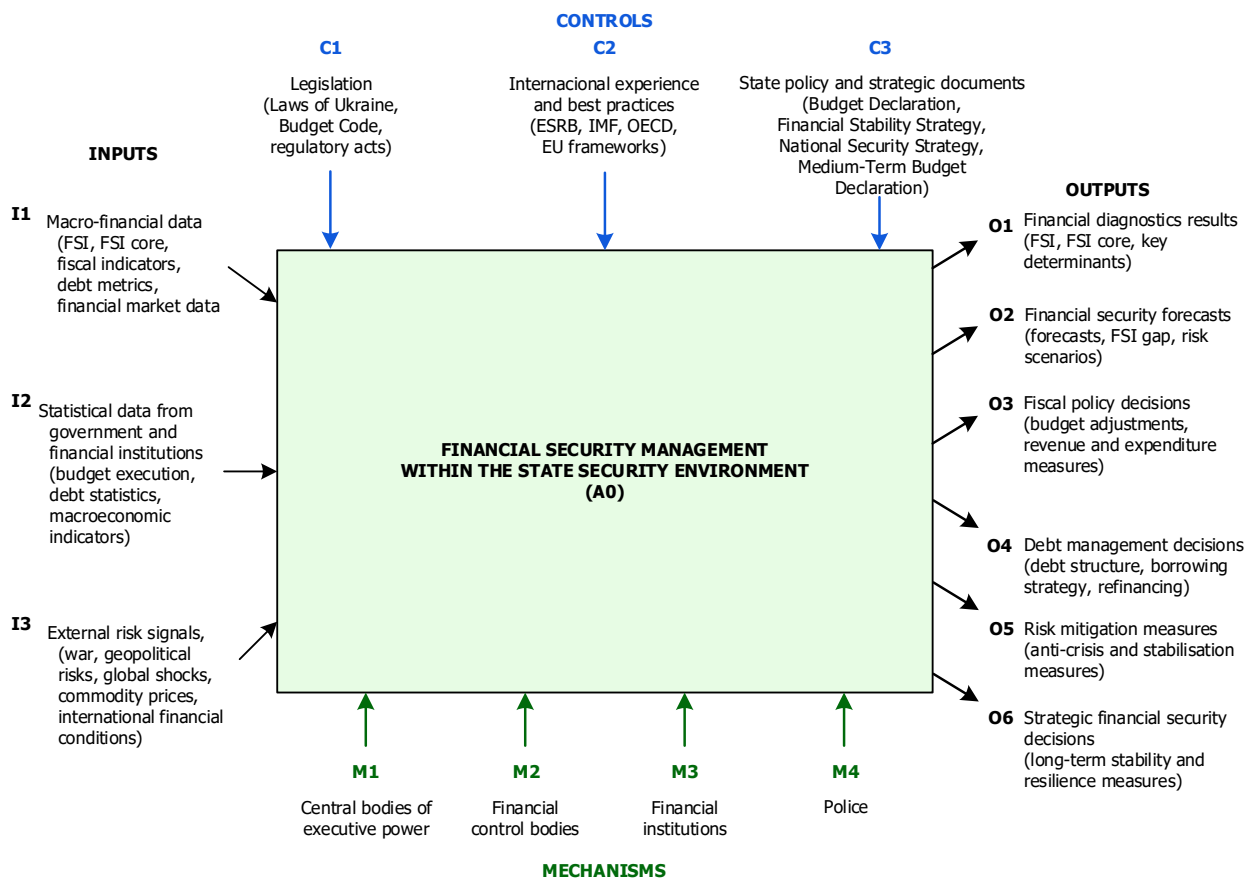 CONTROLS
C1
Legislation
(Laws of Ukraine,
Budget Code,
regulatory acts)
C2
Internacional experience
and best practices
(ESRB, IMF, OECD,
EU frameworks)
C3
State policy and strategic documents
(Budget Declaration,
Financial Stability Strategy,
National Security Strategy,
Medium-Term Budget
Declaration)
INPUTS
I1
Macro-financial data
(FSI, FSI core,
fiscal indicators,
debt metrics,
financial market data
I2
Statistical data from
government and
financial institutions
(budget execution,
debt statistics,
macroeconomic
indicators)
I3
External risk signals,
(war, geopolitical
risks, global shocks,
commodity prices,
international financial
conditions)
FINANCIAL SECURITY MANAGEMENT
WITHIN THE STATE SECURITY ENVIRONMENT
(A0)
OUTPUTS
O1 Financial diagnostics results
(FSI, FSI core, key
determinants)
O2 Financial security forecasts
(forecasts, FSI gap, risk
scenarios)
O3 Fiscal policy decisions
(budget adjustments,
revenue and expenditure
measures)
O4 Debt management decisions
(debt structure, borrowing
strategy, refinancing)
O5 Risk mitigation measures
(anti-crisis and stabilisation
measures)
O6 Strategic financial security
decisions
(long-term stability and
resilience measures)
M1
Central bodies of
executive power
M2
Financial
control bodies
M3
Financial
institutions
M4
Police
MECHANISMS